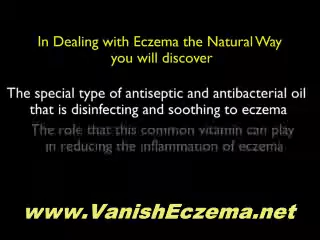 In Dealing with Eczema the Natural Way
you will discover
The special type of antiseptic and antibacterial oil
that is disinfecting and soothing to eczema
The role that this common vitamin can play
in reducing the inflammation of eczema
www.VanishEczema.net